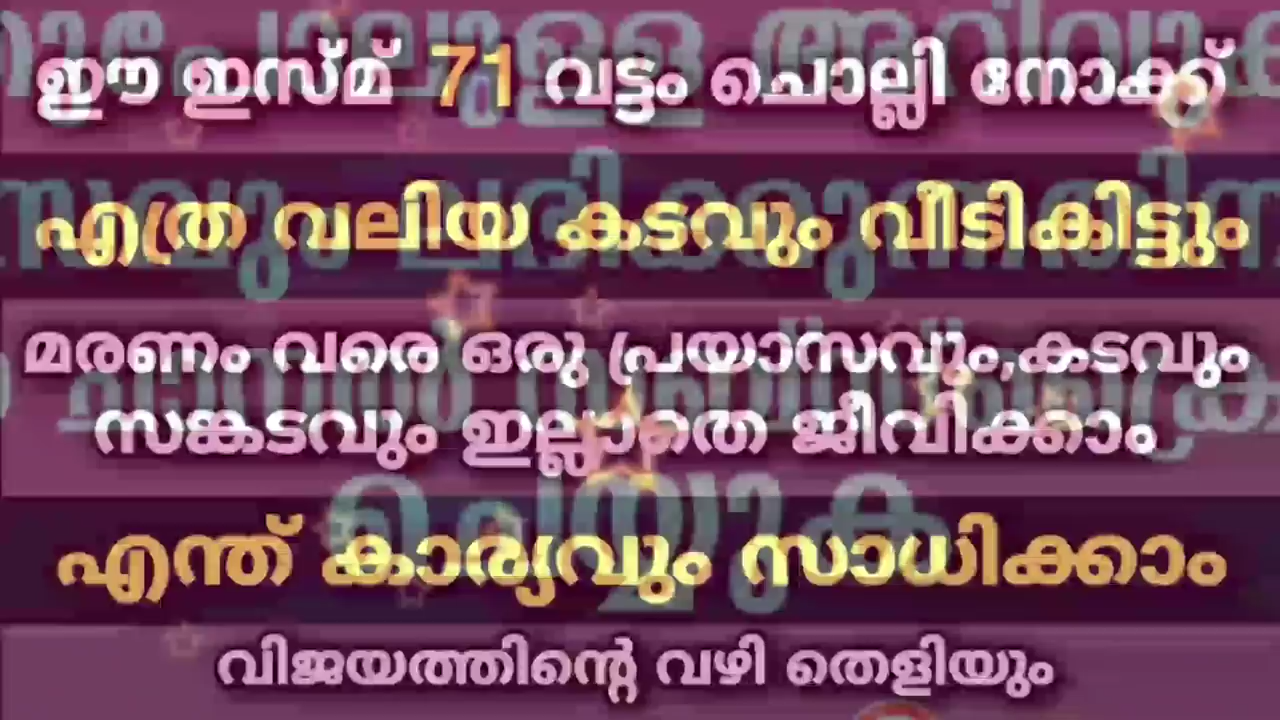 ഈ ഇസ്മ് 71 വട്ടം ചൊല്ലി നോക്ക്
എത്ര വലിയ കടവും വീടികിട്ടും
മരണം വരെ ഒരു പ്രയാസവും,കടവും
സങ്കടവും ഇല്ലാതെ ജീവിക്കാം
എന്ത് കാര്യവും സാധിക്കാം
വിജയത്തിന്റെ വഴി തെളിയും
ചെയ്യുക